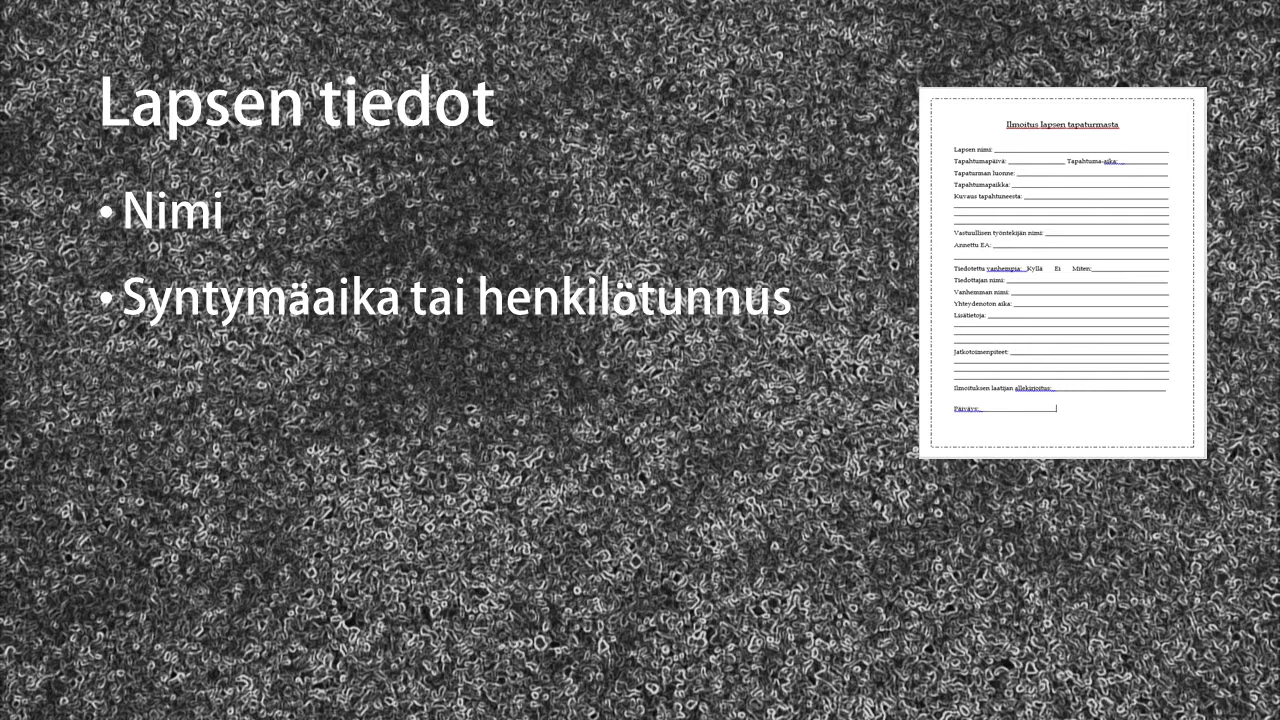 Lapsen tiedot
• Nimi
• Syntymäaika tai henkilötunnus
Ilmoitus lapsen tapaturmasta
Lapsen nimi:
Tapahtumapäivä: Tapahtuma-aika:
Tapaturman luonne:
Tapahtumapaikka:
Kuvaus tapahtuneesta:
Vastuullisen työntekijän nimi:
Annettu EA:
Tiedotettu vanhempia: Kyllä Ei Miten:
Tiedottajan nimi:
Vanhemman nimi:
Yhteydenoton aika:
Lisätietoja:
Jatkotoimenpiteet:
Ilmoituksen laatijan allekirjoitus:
Päiväys: